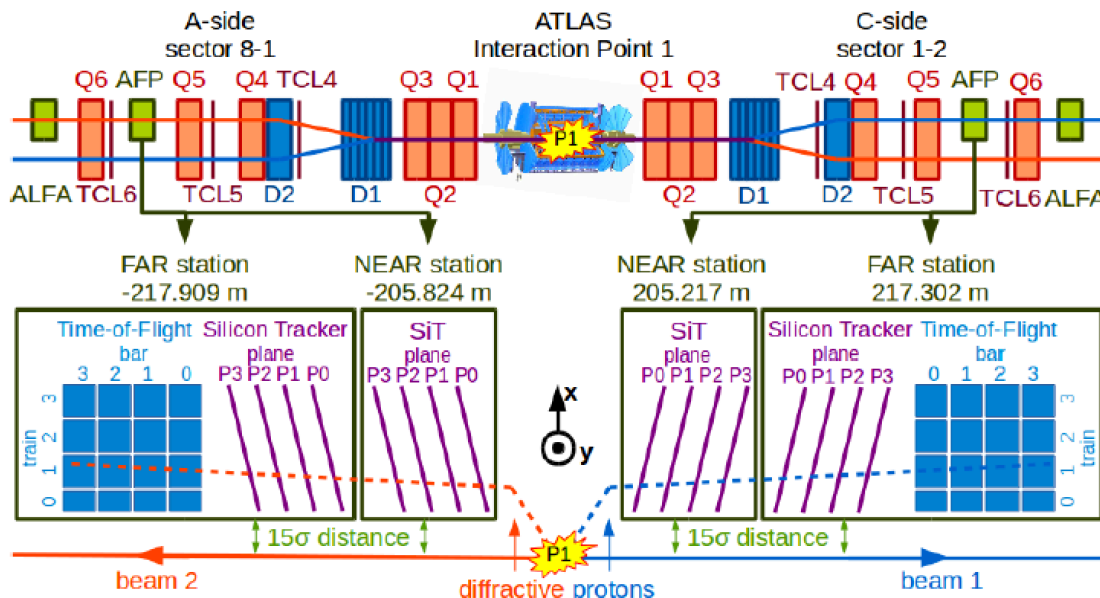 A-side
sector 8-1
ATLAS
Interaction Point 1
C-side
sector 1-2
Q6 AFP Q5 Q4 TCL4 Q3 Q1 Q1 Q3 TCL4 Q4 Q5 AFP Q6
P1
ALFA TCL6 TCL5 D2 D1 Q2 Q2 D1 D2 TCL5 TCL6 ALFA
FAR station
-217.909 m
NEAR station
-205.824 m
NEAR station
205.217 m
FAR station
217.302 m
Time-of-Flight
bar
3 2 1 0
train
3
2
1
0
Silicon Tracker
plane
P3 P2 P1 P0
SiT
plane
P3 P2 P1 P0
x
y
SiT
plane
P0 P1 P2 P3
Silicon Tracker
plane
P0 P1 P2 P3
Time-of-Flight
bar
0 1 2 3
3
2
1
0
train
15σ distance
15σ distance
P1
beam 2
diffractive protons
beam 1